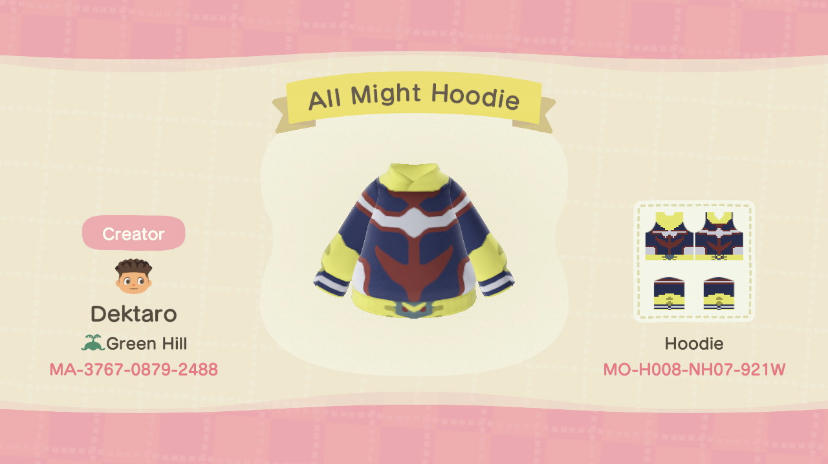 All Might Hoodie
Creator
Dektaro
Green Hill
MA-3767-0879-2488
Hoodie
MO-H008-NH07-921W